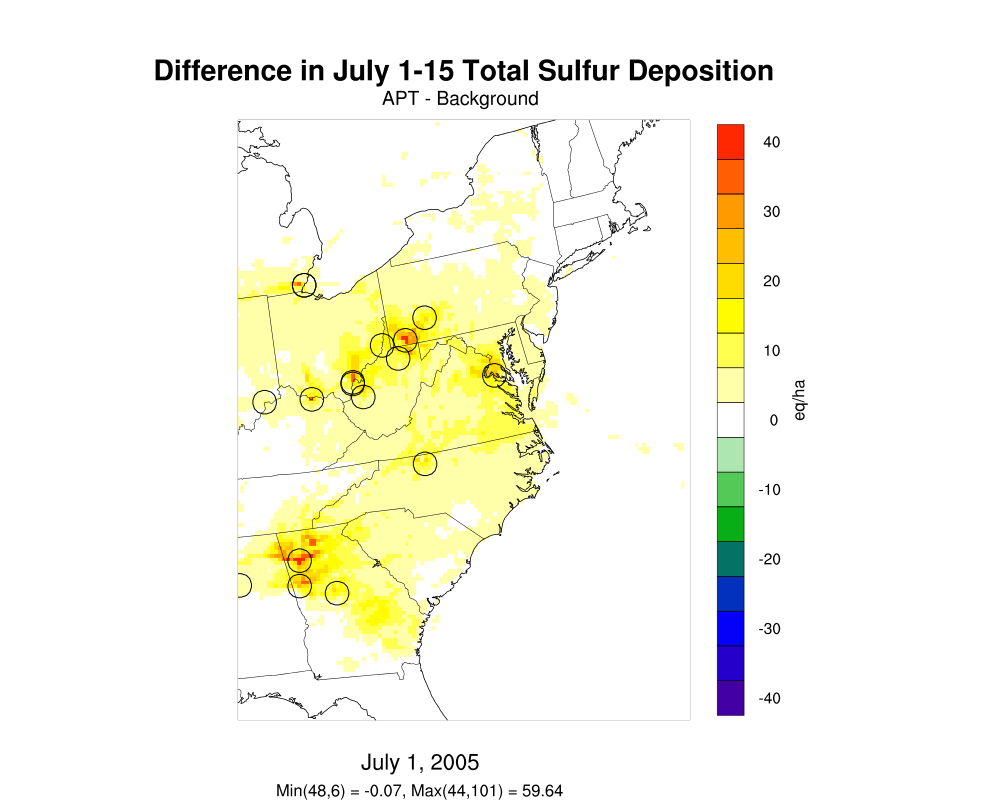 Difference in July 1-15 Total Sulfur Deposition
APT - Background
40
30
20
10
0
-10
-20
-30
-40
eq/ha
July 1, 2005
Min(48,6) = -0.07, Max(44,101) = 59.64